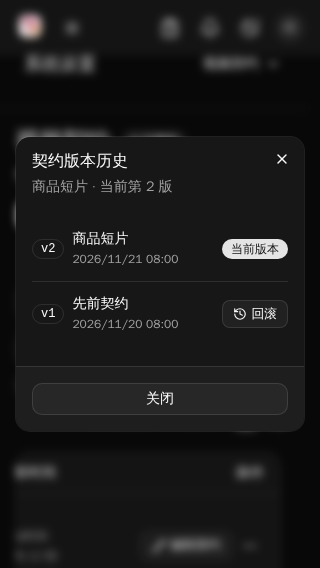 契约版本历史
商品短片 · 当前第 2 版
v2
商品短片
2026/11/21 08:00
当前版本
v1
先前契约
2026/11/20 08:00
回滚
关闭